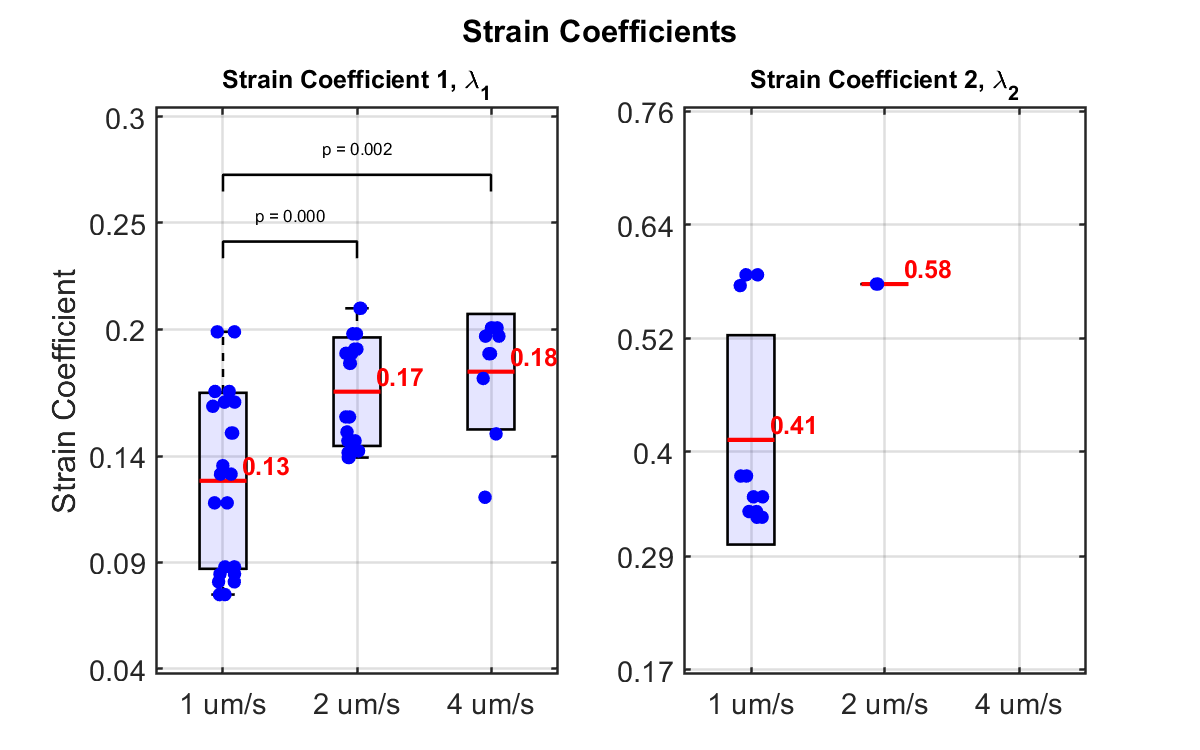 Strain Coefficients
Strain Coefficient 1, λ1
Strain Coefficient
0.3
0.25
0.2
0.14
0.09
0.04
p = 0.002
p = 0.000
0.13
0.17
0.18
1 um/s
2 um/s
4 um/s
Strain Coefficient 2, λ2
0.76
0.64
0.52
0.4
0.29
0.17
0.41
0.58
1 um/s
2 um/s
4 um/s